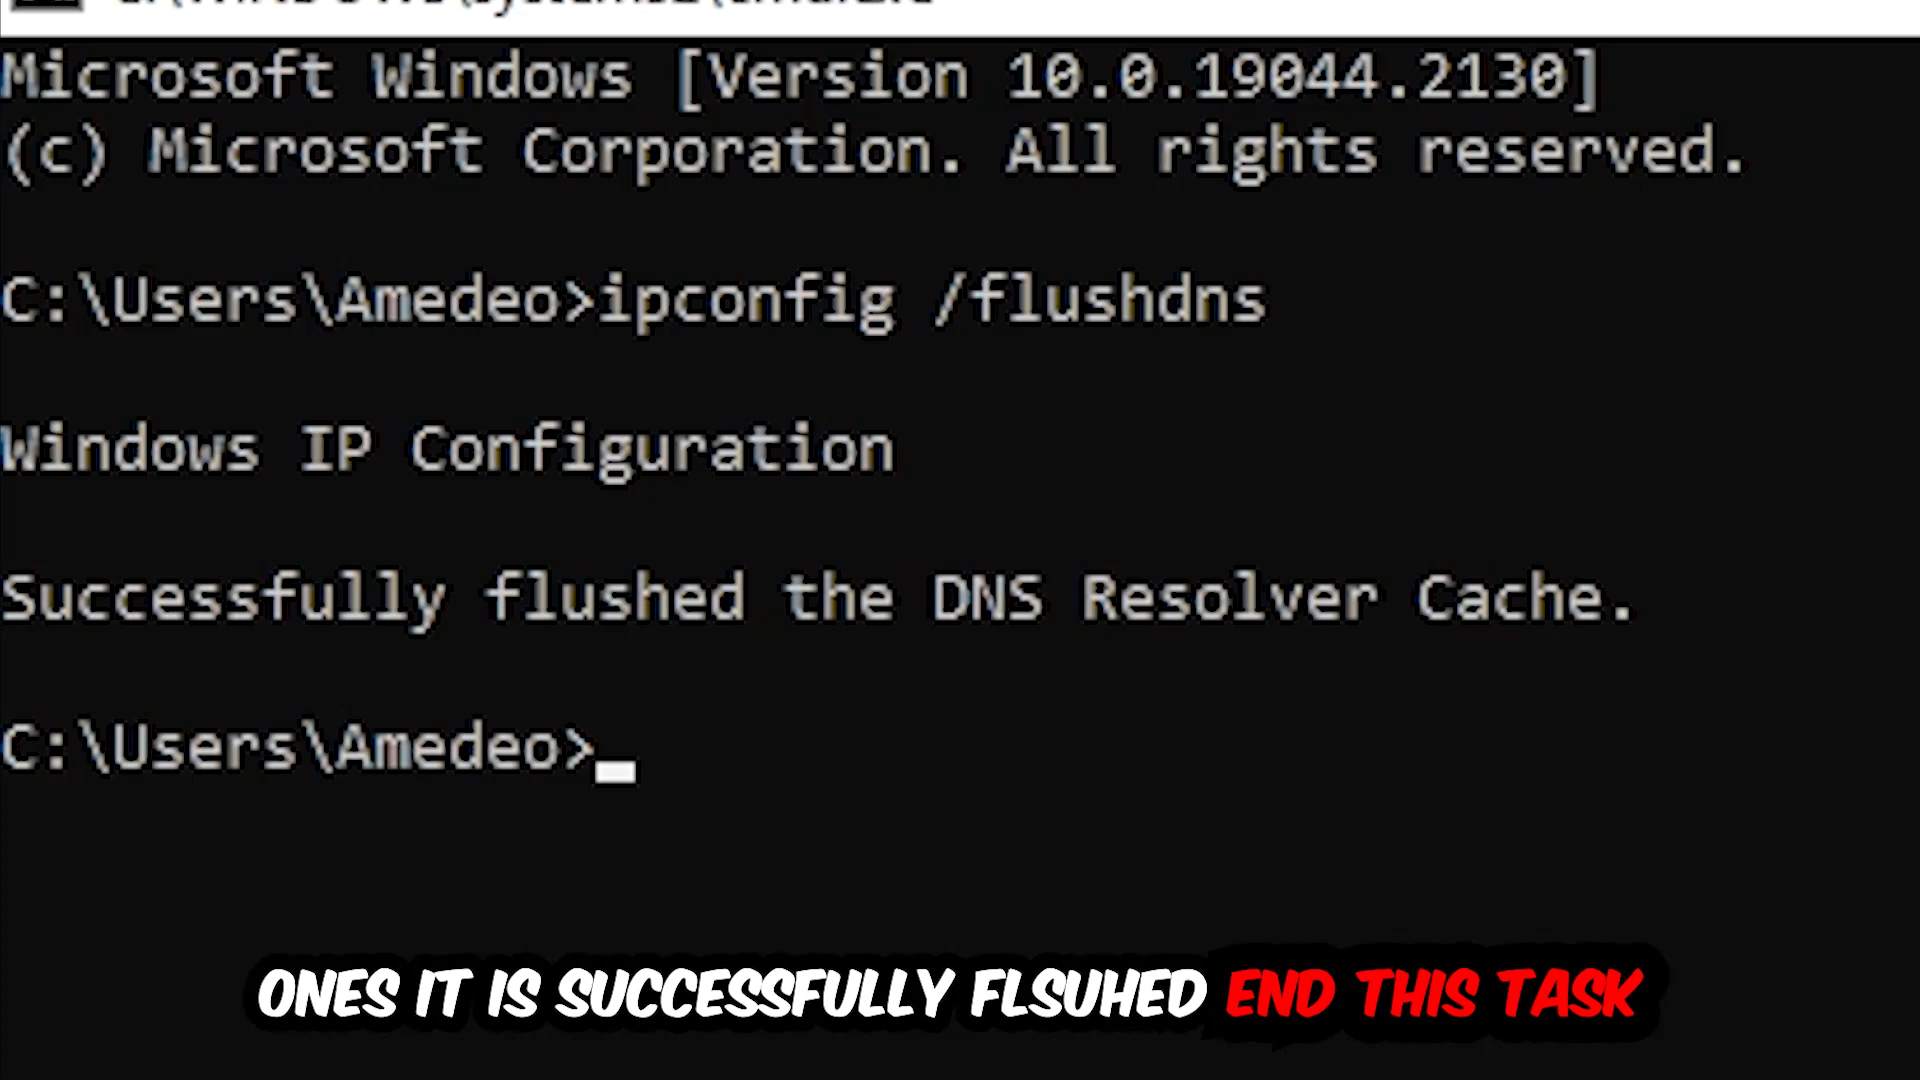 Microsoft Windows [Version 10.0.19044.2130]
(c) Microsoft Corporation. All rights reserved.
C:\Users\Amedeo>ipconfig /flushdns
Windows IP Configuration
Successfully flushed the DNS Resolver Cache.
C:\Users\Amedeo>
ONES IT IS SUCCESSFULLY FLSUHED END THIS TASK